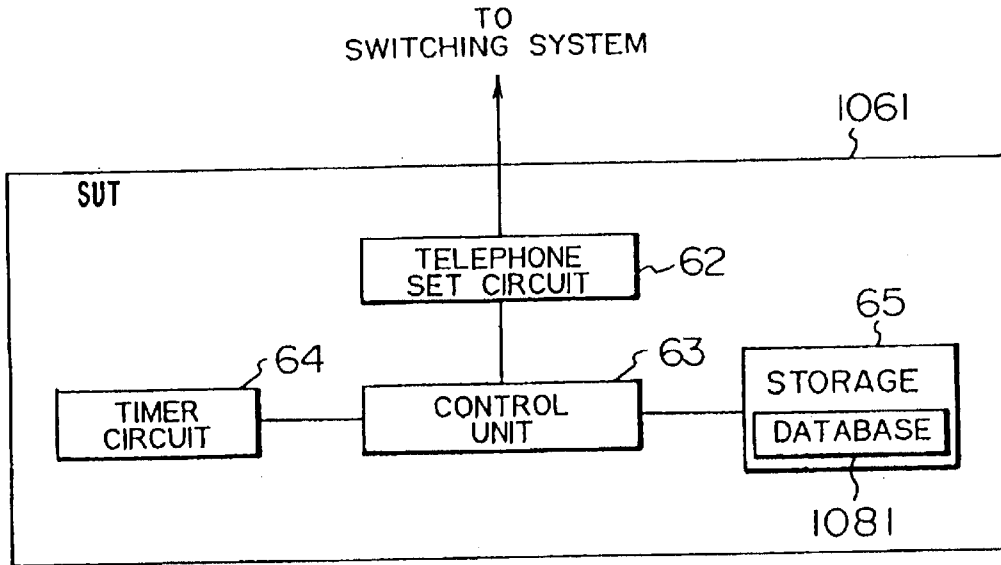 TO
SWITCHING SYSTEM
1061
SUT
TELEPHONE
SET CIRCUIT
62
65
64
63
TIMER
CIRCUIT
CONTROL
UNIT
STORAGE
DATABASE
1081